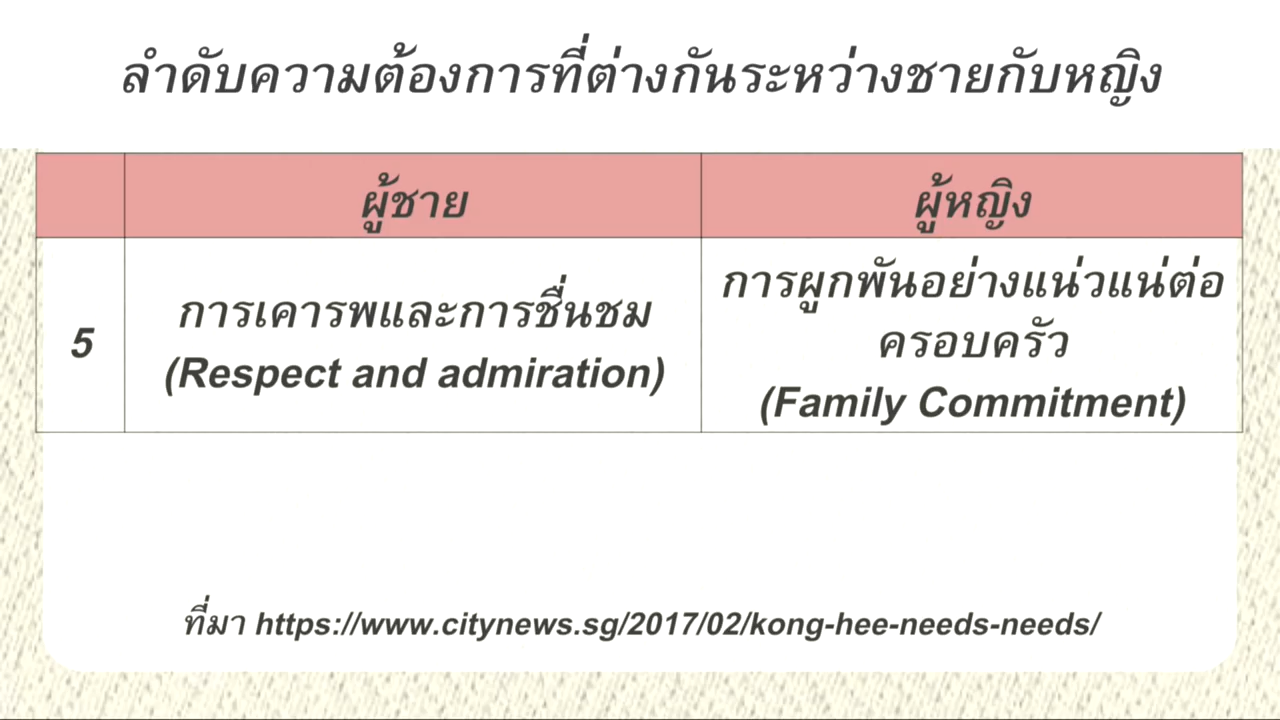 ลำดับความต้องการที่ต่างกันระหว่างชายกับหญิง
ผู้ชาย
ผู้หญิง
5
การเคารพและการชื่นชม
(Respect and admiration)
การผูกพันอย่างแน่วแน่ต่อ
ครอบครัว
(Family Commitment)
ที่มา https://www.citynews.sg/2017/02/kong-hee-needs-needs/